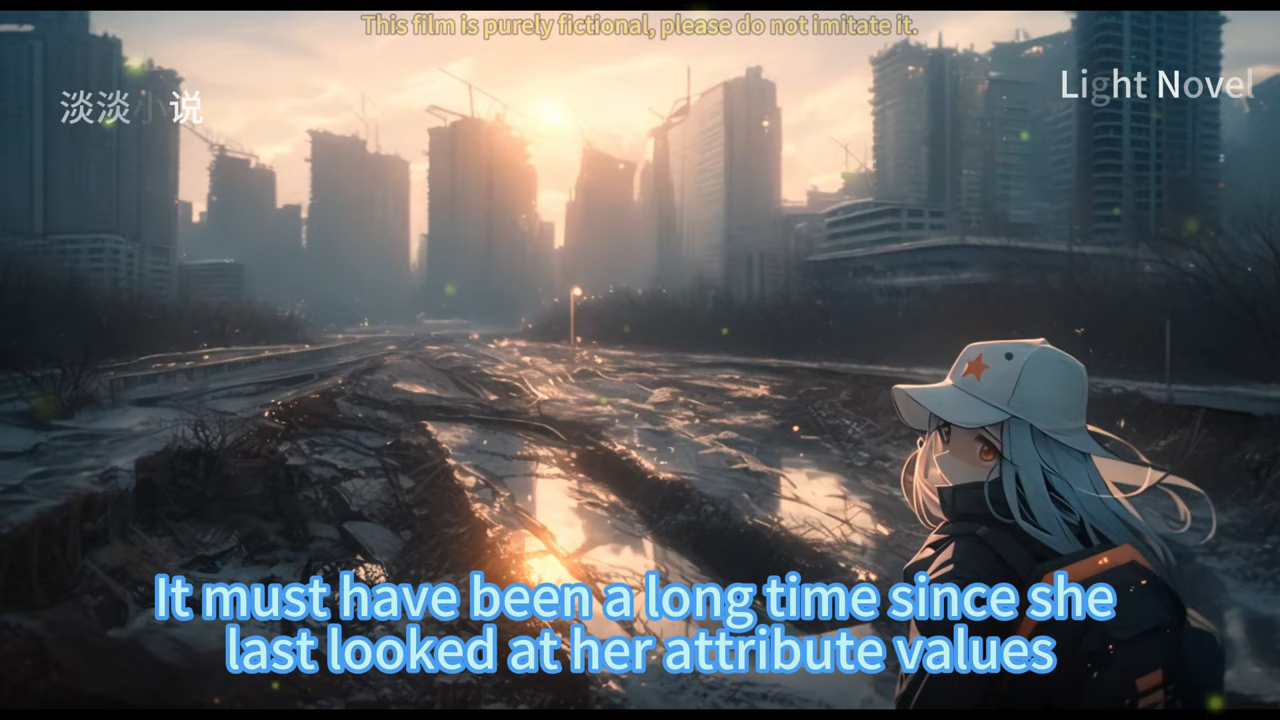 This film is purely fictional, please do not imitate it.
淡淡小说
Light Novel
It must have been a long time since she
last looked at her attribute values